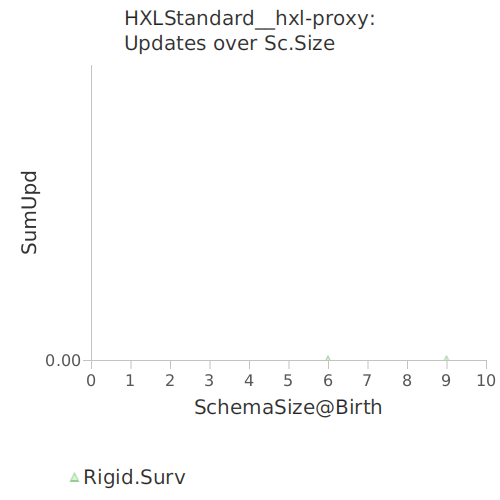 HXLStandard__hxl-proxy:
Updates over Sc.Size
SumUpd
0.00
0 1 2 3 4 5 6 7 8 9 10
SchemaSize@Birth
Rigid.Surv